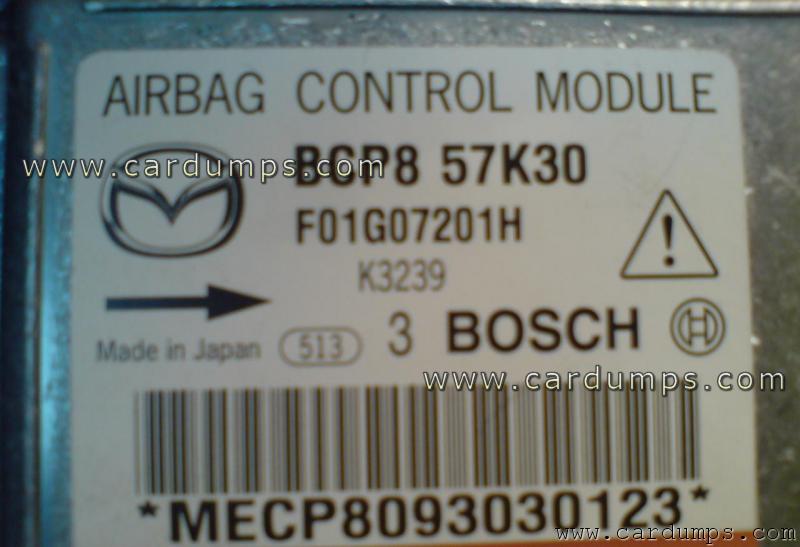 AIRBAG CONTROL MODULE
www.cardumps.com
BCP8 57K30
F01G07201H
K3239
Made in Japan 513 3 BOSCH
www.cardumps.com
*MECP8093030123*
www.cardumps.com